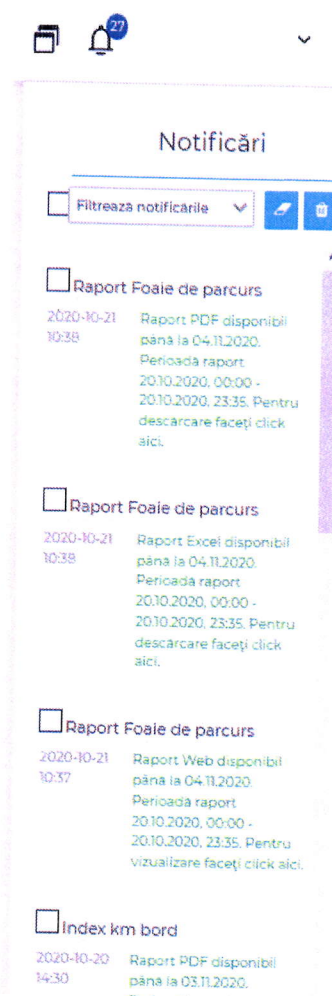 27
Notificări
Filtrează notificările
Raport Foaie de parcurs
2020-10-21
10:38
Raport PDF disponibil
până la 04.11.2020.
Perioadă raport
20.10.2020, 00:00 -
20.10.2020, 23:35. Pentru
descărcare faceți click
aici.
Raport Foaie de parcurs
2020-10-21
10:38
Raport Excel disponibil
până la 04.11.2020.
Perioadă raport
20.10.2020, 00:00 -
20.10.2020, 23:35. Pentru
descărcare faceți click
aici.
Raport Foaie de parcurs
2020-10-21
10:37
Raport Web disponibil
până la 04.11.2020.
Perioadă raport
20.10.2020, 00:00 -
20.10.2020, 23:35. Pentru
vizualizare faceți click aici.
Index km bord
2020-10-20
14:30
Raport PDF disponibil
până la 03.11.2020.